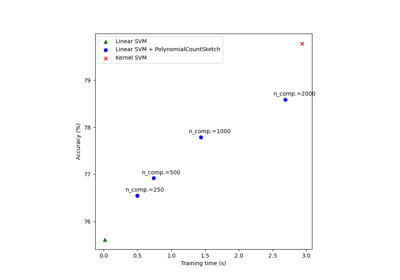 Linear SVM
Linear SVM + PolynomialCountSketch
Kernel SVM
79
78
77
76
Accuracy (%)
n_comp.=2000
n_comp.=1000
n_comp.=500
n_comp.=250
0.0 0.5 1.0 1.5 2.0 2.5 3.0
Training time (s)